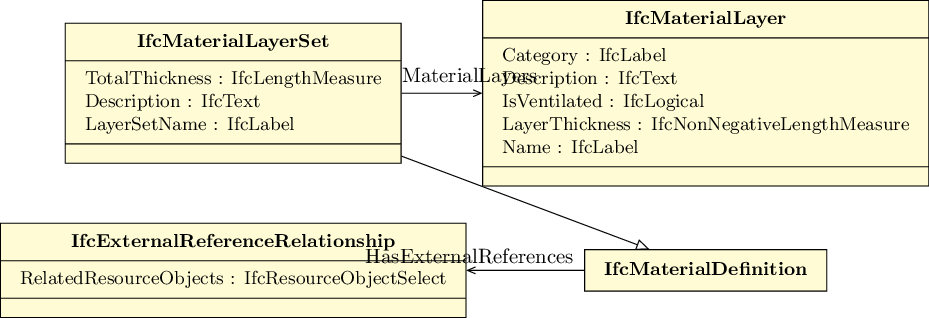 IfcMaterialLayerSet
TotalThickness : IfcLengthMeasure
Description : IfcText
LayerSetName : IfcLabel
MaterialLayers
IfcMaterialLayer
Category : IfcLabel
Description : IfcText
IsVentilated : IfcLogical
LayerThickness : IfcNonNegativeLengthMeasure
Name : IfcLabel
IfcExternalReferenceRelationship
RelatedResourceObjects : IfcResourceObjectSelect
HasExternalReferences
IfcMaterialDefinition